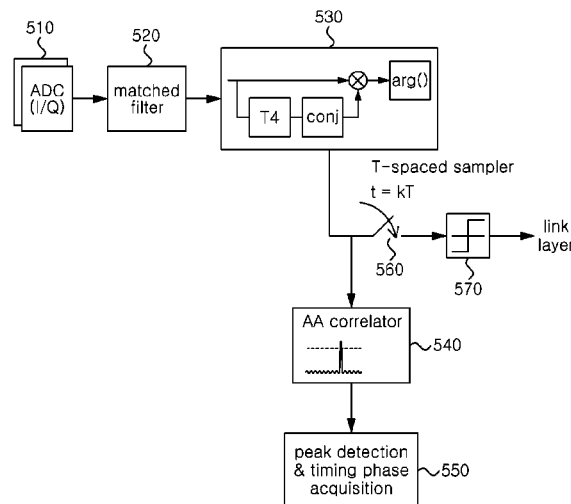 510
520
530
ADC
(I/Q)
matched
filter
arg()
T4
conj
T-spaced sampler
t = kT
560
570
link
layer
AA correlator
540
peak detection
& timing phase
acquisition
550